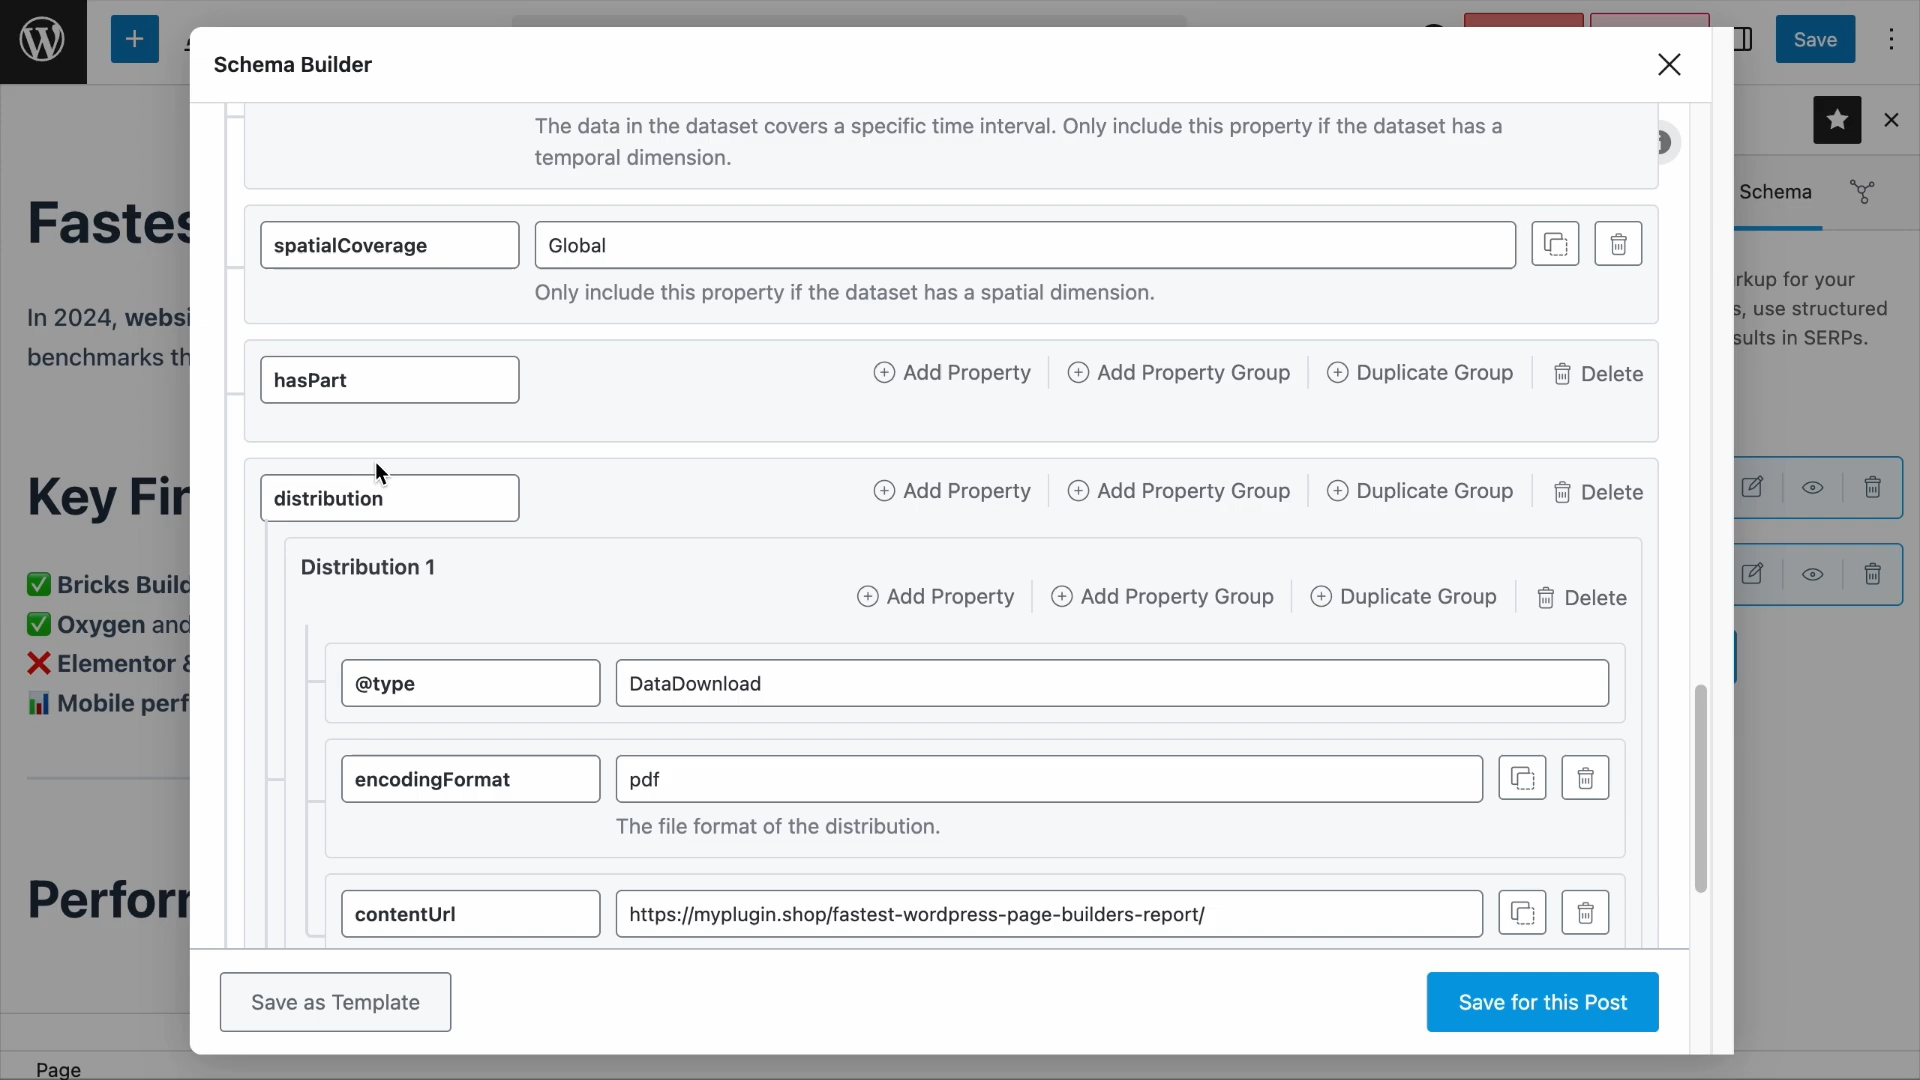 Save
Schema Builder
The data in the dataset covers a specific time interval. Only include this property if the dataset has a
temporal dimension.
Schema
Fastes
spatialCoverage
Global
Only include this property if the dataset has a spatial dimension.
rkup for your
s, use structured
sults in SERPs.
In 2024, websi
benchmarks th
hasPart
Add Property
Add Property Group
Duplicate Group
Delete
Key Fir
distribution
Add Property
Add Property Group
Duplicate Group
Delete
Distribution 1
Add Property
Add Property Group
Duplicate Group
Delete
✅ Bricks Build
✅ Oxygen and
❌ Elementor &
📊 Mobile perf
@type
DataDownload
encodingFormat
pdf
The file format of the distribution.
Perform
contentUrl
https://myplugin.shop/fastest-wordpress-page-builders-report/
Save as Template
Save for this Post
Page